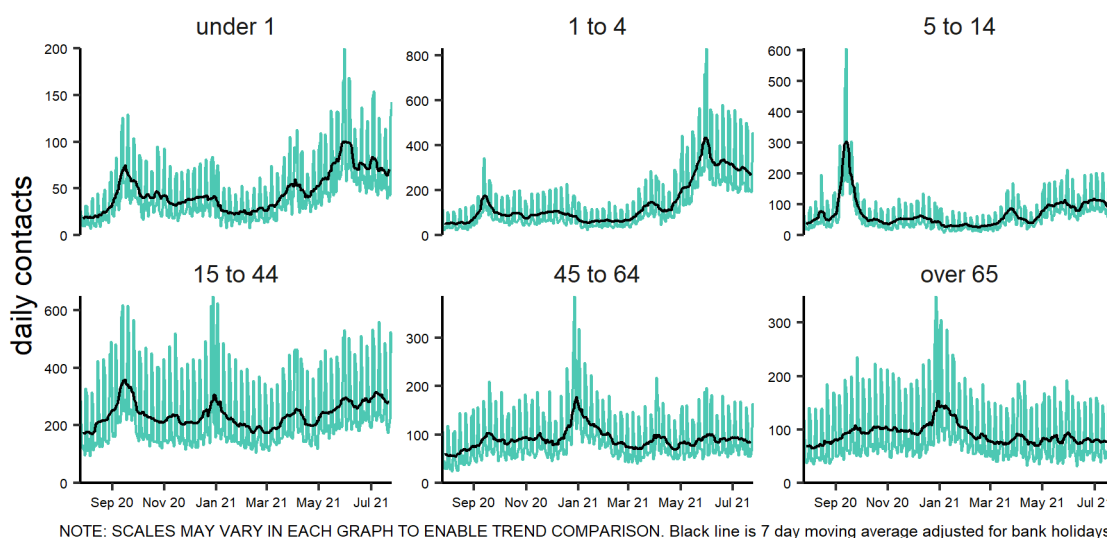 under 1
1 to 4
5 to 14
daily contacts
200
150
100
50
0
800
600
400
200
0
600
500
400
300
200
100
0
15 to 44
45 to 64
over 65
600
400
200
0
300
200
100
0
300
200
100
0
Sep 20 Nov 20 Jan 21 Mar 21 May 21 Jul 21
Sep 20 Nov 20 Jan 21 Mar 21 May 21 Jul 21
Sep 20 Nov 20 Jan 21 Mar 21 May 21 Jul 2
NOTE: SCALES MAY VARY IN EACH GRAPH TO ENABLE TREND COMPARISON. Black line is 7 day moving average adjusted for bank holidays